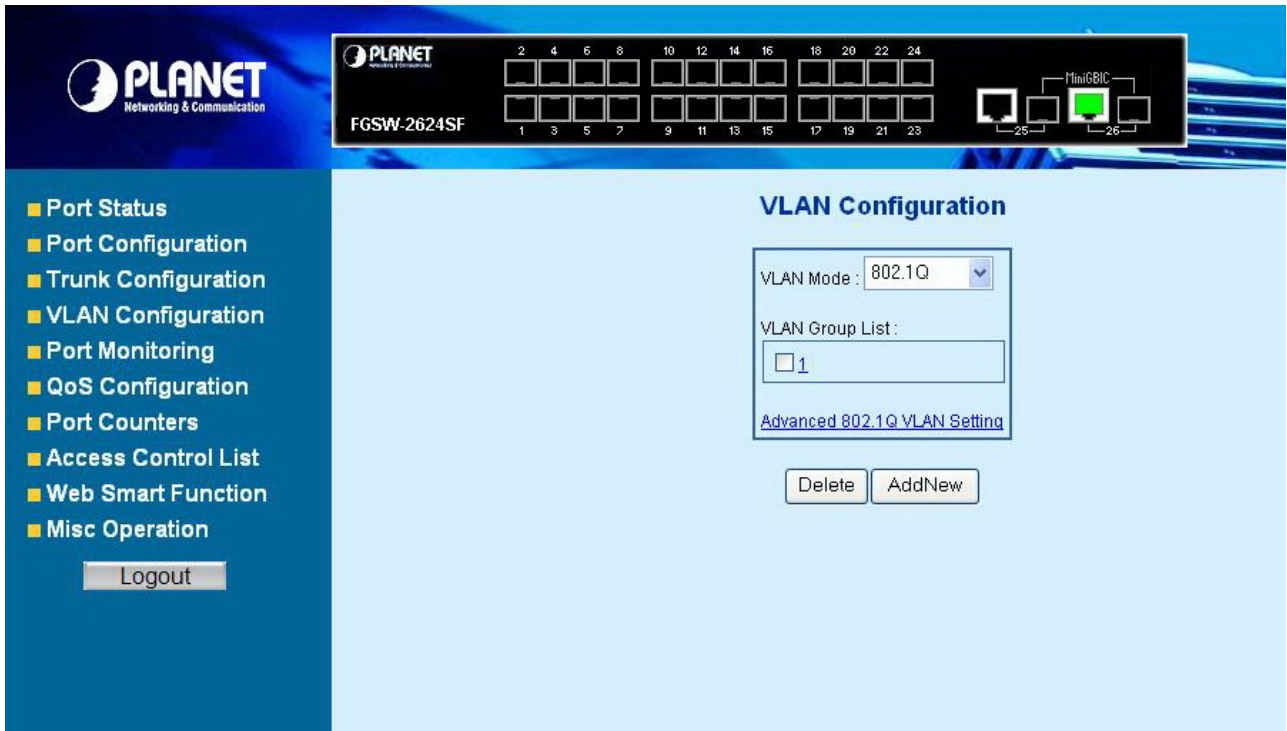 PLANET
Networking & Communication
PLANET
Networking & Communication
FGSW-2624SF
2 4 6 8 10 12 14 16 18 20 22 24
1 3 5 7 9 11 13 15 17 19 21 23
MiniGBIC
25 26
Port Status
Port Configuration
Trunk Configuration
VLAN Configuration
Port Monitoring
QoS Configuration
Port Counters
Access Control List
Web Smart Function
Misc Operation
Logout
VLAN Configuration
VLAN Mode : 802.1Q
VLAN Group List :
1
Advanced 802.1Q VLAN Setting
Delete AddNew